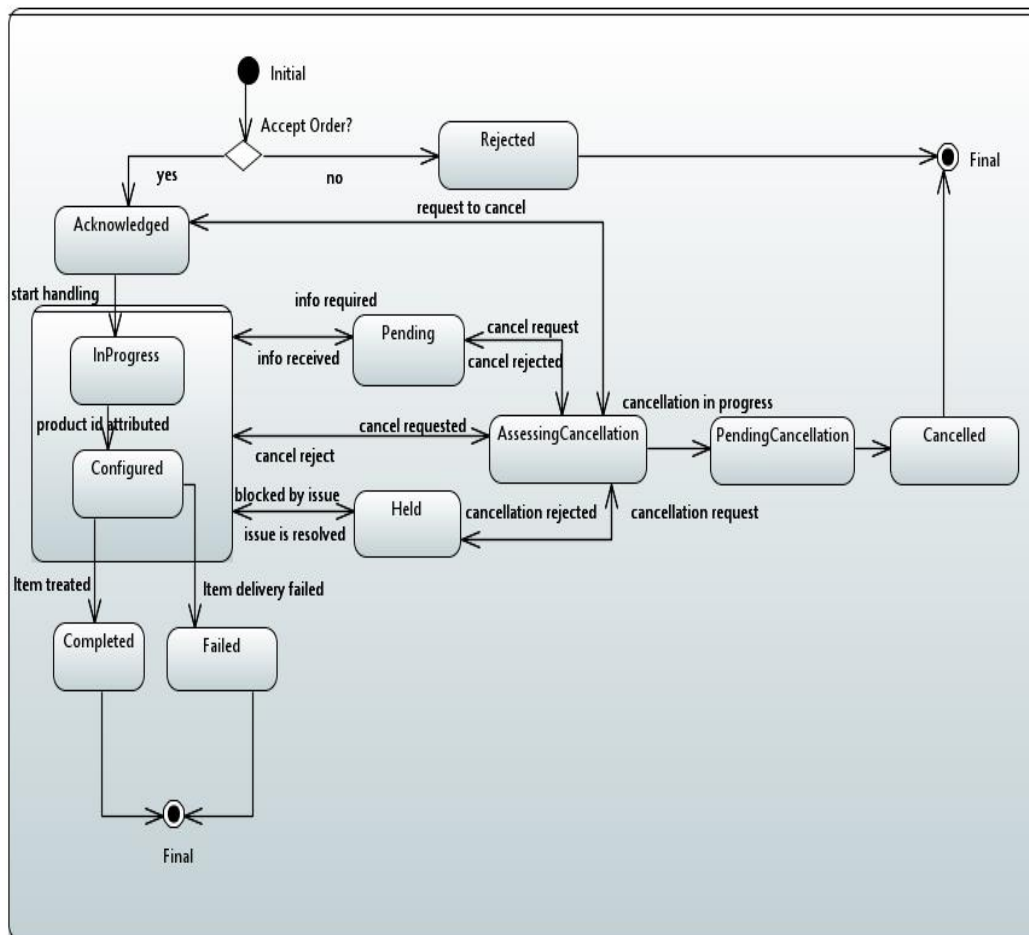 Initial
Accept Order?
Rejected
Final
yes
no
Acknowledged
request to cancel
start handling
info required
Pending
cancel request
InProgress
info received
cancel rejected
cancellation in progress
product id attributed
cancel requested
AssessingCancellation
PendingCancellation
Cancelled
Configured
cancel reject
blocked by issue
Held
cancellation rejected
cancellation request
issue is resolved
Item treated
Item delivery failed
Completed
Failed
Final